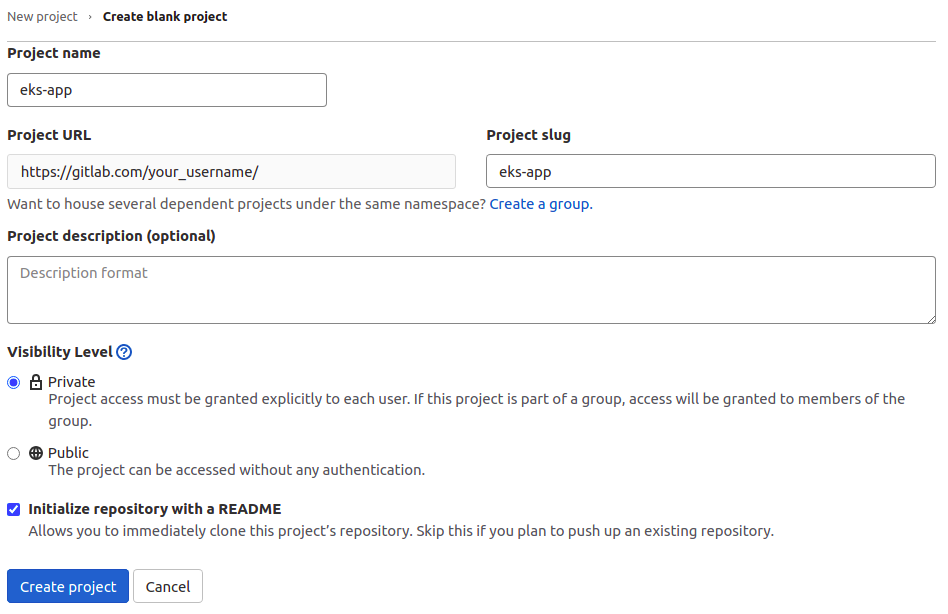 New project › Create blank project
Project name
eks-app
Project URL Project slug
https://gitlab.com/your_username/ eks-app
Want to house several dependent projects under the same namespace? Create a group.
Project description (optional)
Description format
Visibility Level ?
Private
Project access must be granted explicitly to each user. If this project is part of a group, access will be granted to members of the
group.
Public
The project can be accessed without any authentication.
Initialize repository with a README
Allows you to immediately clone this project’s repository. Skip this if you plan to push up an existing repository.
Create project Cancel